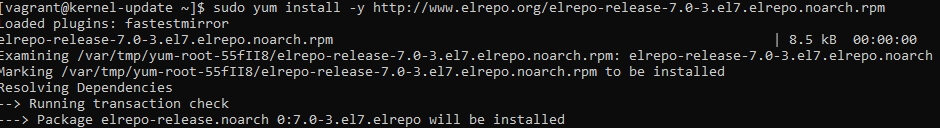 [vagrant@kernel-update ~]$ sudo yum install -y http://www.elrepo.org/elrepo-release-7.0-3.el7.elrepo.noarch.rpm
Loaded plugins: fastestmirror
elrepo-release-7.0-3.el7.elrepo.noarch.rpm | 8.5 kB 00:00:00
Examining /var/tmp/yum-root-55fII8/elrepo-release-7.0-3.el7.elrepo.noarch.rpm: elrepo-release-7.0-3.el7.elrepo.noarch
Marking /var/tmp/yum-root-55fII8/elrepo-release-7.0-3.el7.elrepo.noarch.rpm to be installed
Resolving Dependencies
--> Running transaction check
---> Package elrepo-release.noarch 0:7.0-3.el7.elrepo will be installed